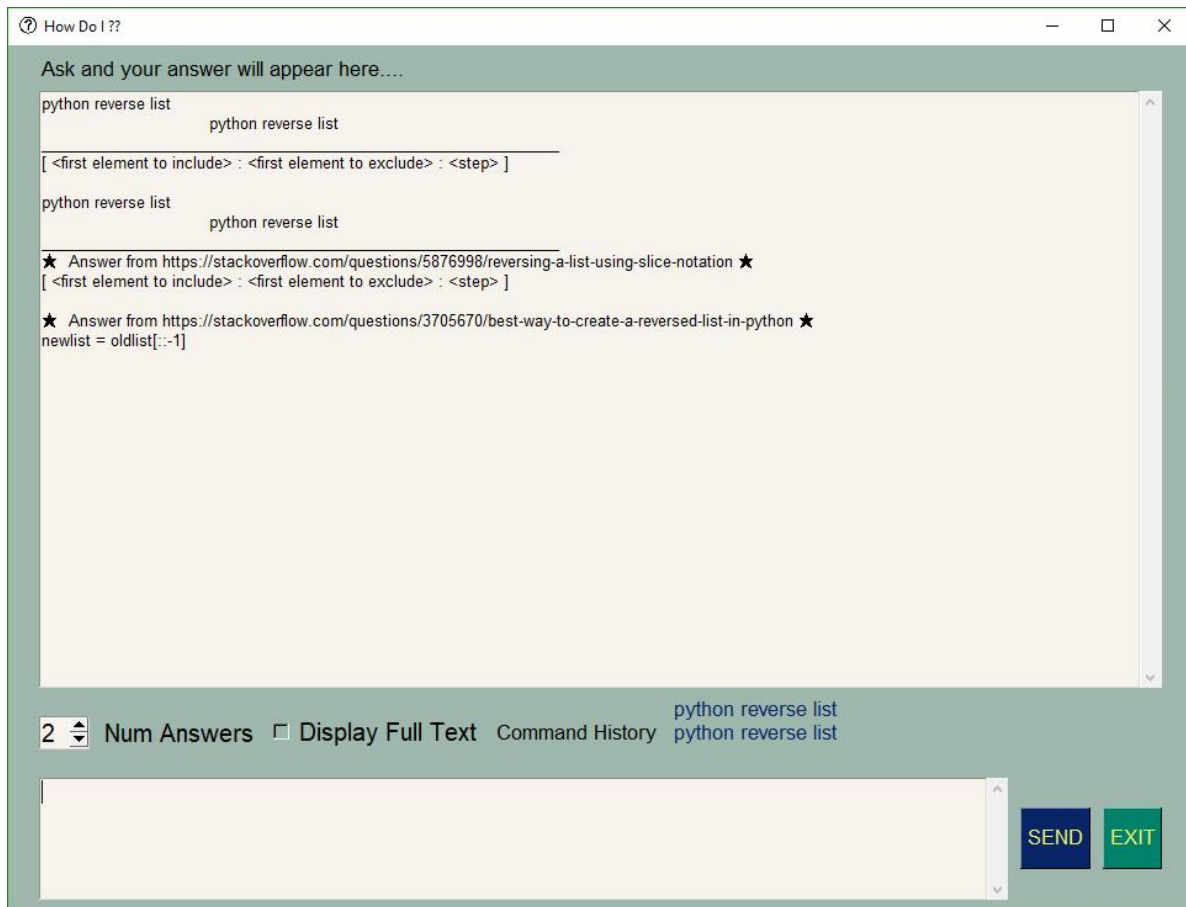 How Do I ??
Ask and your answer will appear here....
python reverse list
python reverse list
[ <first element to include> : <first element to exclude> : <step> ]
python reverse list
python reverse list
★ Answer from https://stackoverflow.com/questions/5876998/reversing-a-list-using-slice-notation ★
[ <first element to include> : <first element to exclude> : <step> ]
★ Answer from https://stackoverflow.com/questions/3705670/best-way-to-create-a-reversed-list-in-python ★
newlist = oldlist[::-1]
2 Num Answers Display Full Text Command History
python reverse list
python reverse list
SEND EXIT